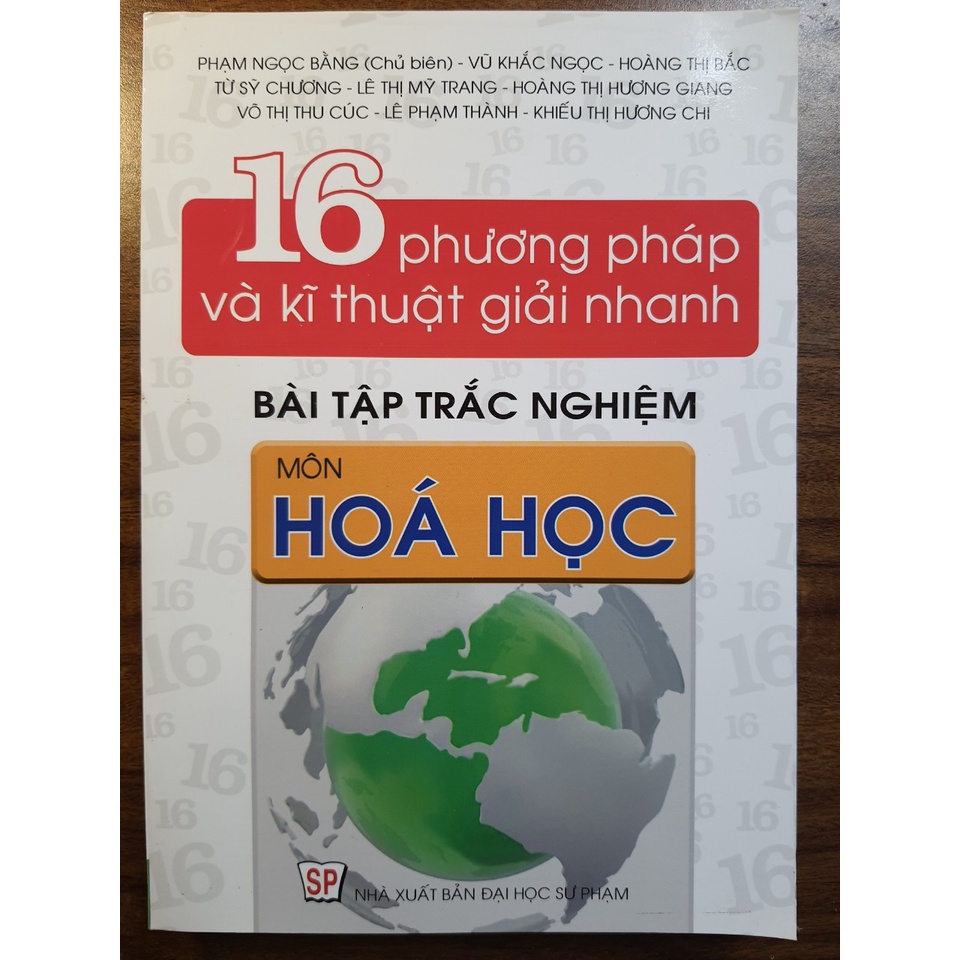 PHẠM NGỌC BẰNG (Chủ biên) - VŨ KHẮC NGỌC - HOÀNG THỊ BẮC
TỪ SỸ CHƯƠNG - LÊ THỊ MỸ TRANG - HOÀNG THỊ HƯƠNG GIANG
VÕ THỊ THU CÚC - LÊ PHẠM THÀNH - KHIẾU THỊ HƯƠNG CHI
16 phương pháp
và kĩ thuật giải nhanh
BÀI TẬP TRẮC NGHIỆM
MÔN
HOÁ HỌC
SP
NHÀ XUẤT BẢN ĐẠI HỌC SƯ PHẠM